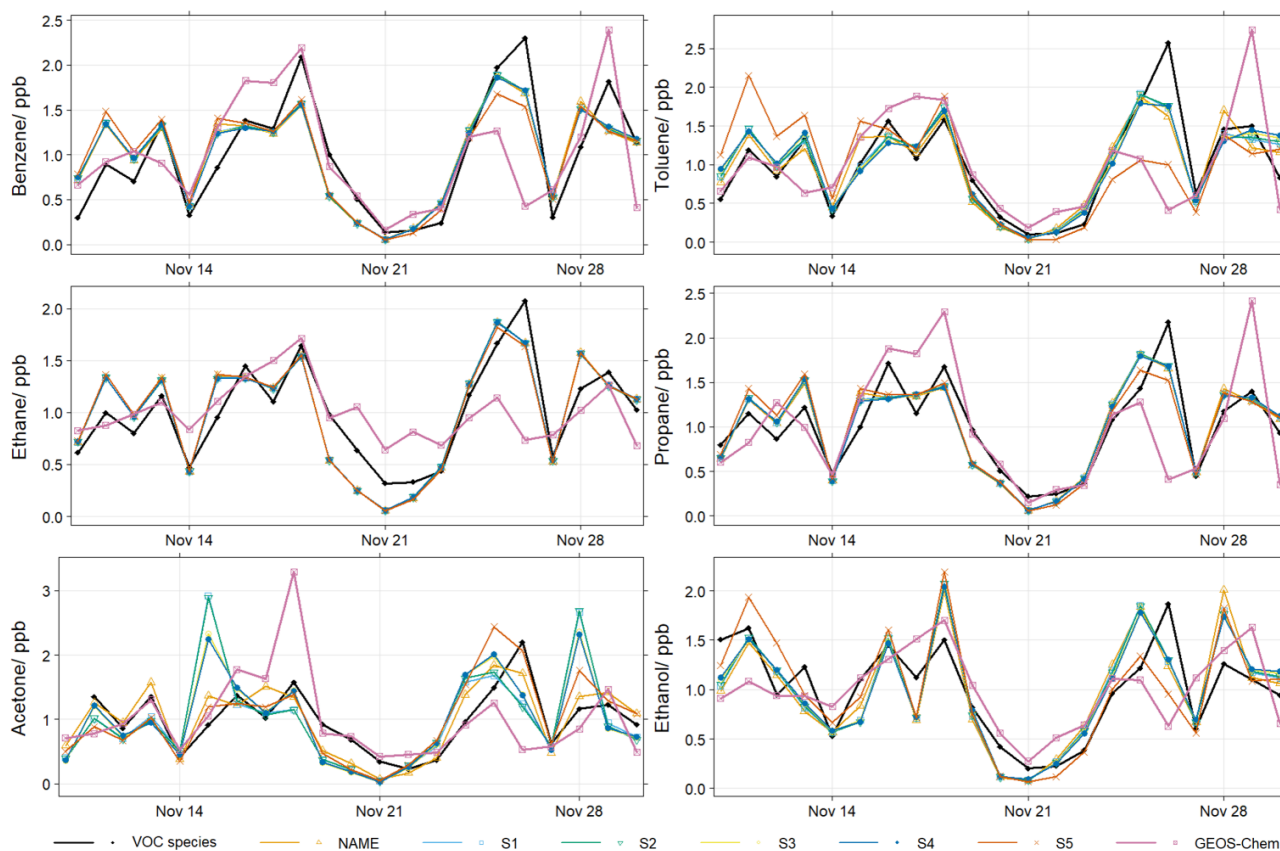 Benzene/ ppb
2.5
2.0
1.5
1.0
0.5
0.0
Nov 14 Nov 21 Nov 28
Toluene/ ppb
2.5
2.0
1.5
1.0
0.5
0.0
Nov 14 Nov 21 Nov 28
Ethane/ ppb
2.0
1.5
1.0
0.5
0.0
Nov 14 Nov 21 Nov 28
Propane/ ppb
2.5
2.0
1.5
1.0
0.5
0.0
Nov 14 Nov 21 Nov 28
Acetone/ ppb
3
2
1
0
Nov 14 Nov 21 Nov 28
Ethanol/ ppb
2.0
1.5
1.0
0.5
0.0
Nov 14 Nov 21 Nov 28
VOC species NAME S1 S2 S3 S4 S5 GEOS-Chem